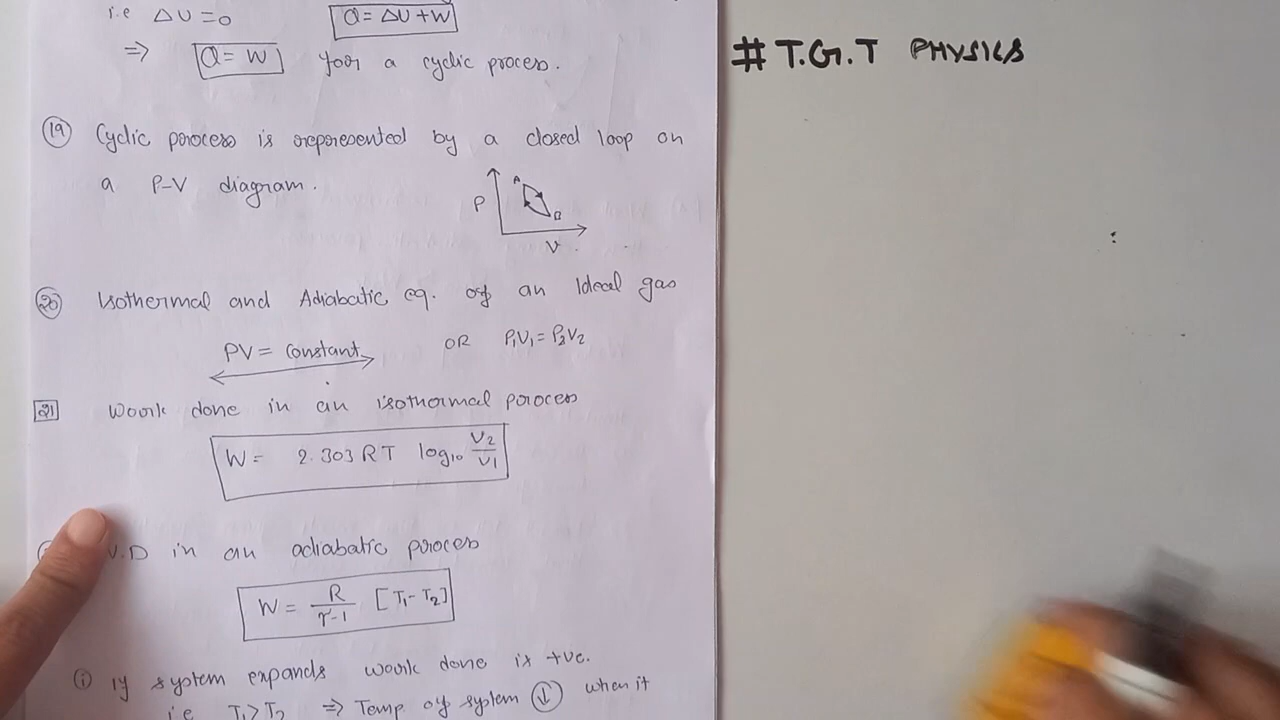 i.e ΔU=0 Q= ΔU+W
⇒ Q= W for a cyclic process.
19 Cyclic process is represented by a closed loop on
a P-V diagram.
P A B
V
20 Isothermal and Adiabatic eq. of an Ideal gas
PV= Constant OR P₁V₁= P₂V₂
21 Work done in an isothermal process
W= 2.303 RT log₁₀ V₂/V₁
W.D in an adiabatic process
W= R/γ-1 [T₁-T₂]
(i) If system expands work done is +ve.
i.e T₁>T₂ ⇒ Temp of system ↓ when it
# T.G.T PHYSICS